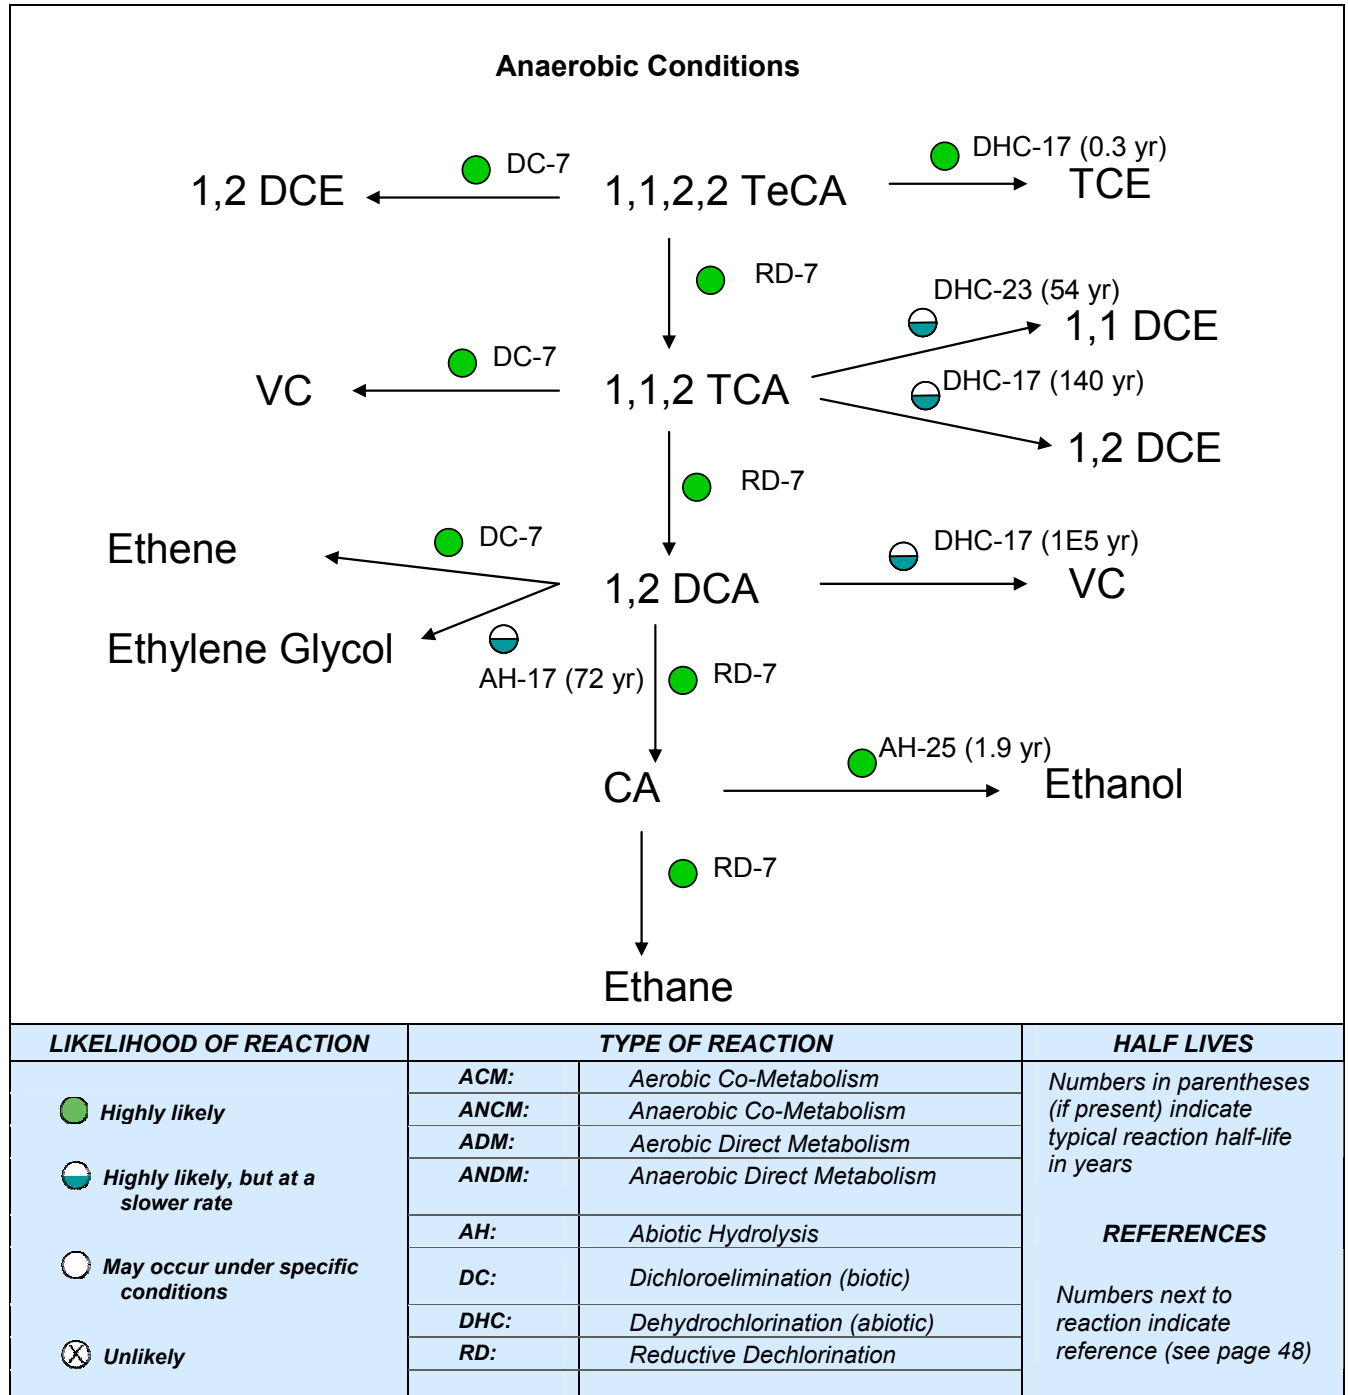 Anaerobic Conditions
DHC-17 (0.3 yr)
DC-7
1,2 DCE
1,1,2,2 TeCA
TCE
RD-7
DHC-23 (54 yr)
1,1 DCE
DC-7
VC
1,1,2 TCA
DHC-17 (140 yr)
1,2 DCE
RD-7
DC-7
Ethene
DHC-17 (1E5 yr)
1,2 DCA
VC
Ethylene Glycol
AH-17 (72 yr)
RD-7
AH-25 (1.9 yr)
CA
Ethanol
RD-7
Ethane
LIKELIHOOD OF REACTION
Highly likely
Highly likely, but at a
slower rate
May occur under specific
conditions
Unlikely
TYPE OF REACTION
ACM: Aerobic Co-Metabolism
ANCM: Anaerobic Co-Metabolism
ADM: Aerobic Direct Metabolism
ANDM: Anaerobic Direct Metabolism
AH: Abiotic Hydrolysis
DC: Dichloroelimination (biotic)
DHC: Dehydrochlorination (abiotic)
RD: Reductive Dechlorination
HALF LIVES
Numbers in parentheses
(if present) indicate
typical reaction half-life
in years
REFERENCES
Numbers next to
reaction indicate
reference (see page 48)